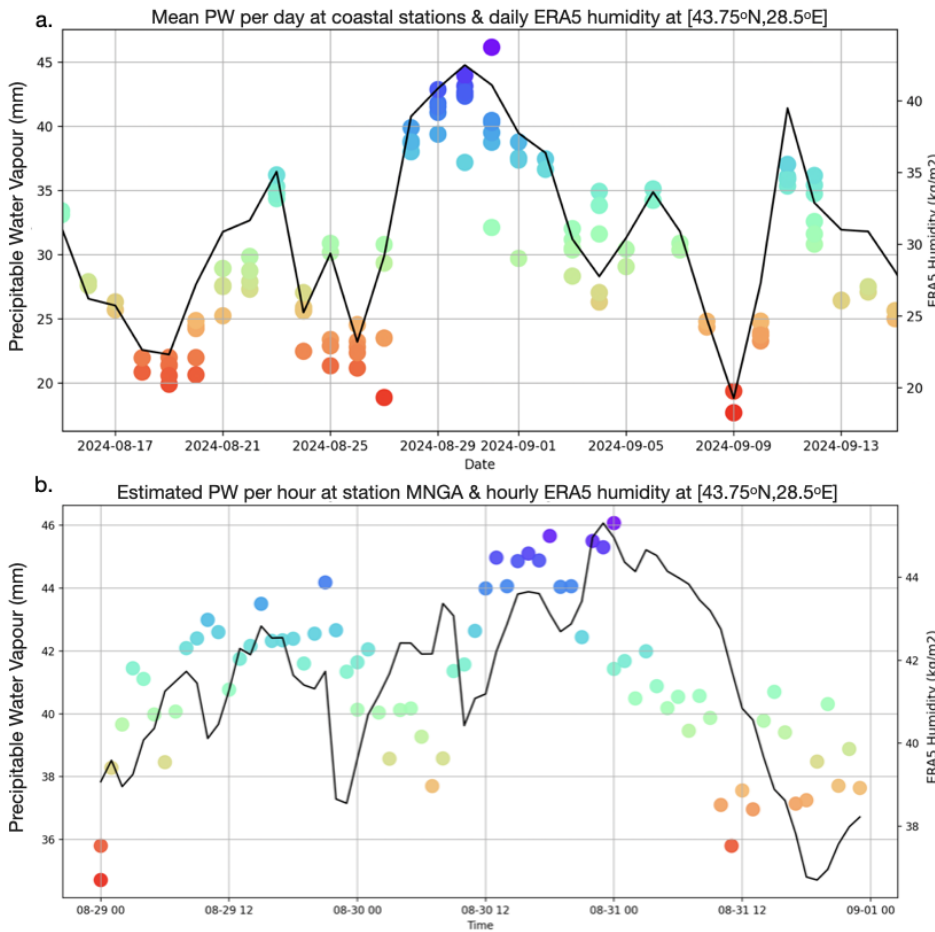 a.
Mean PW per day at coastal stations & daily ERA5 humidity at [43.75ºN,28.5ºE]
Precipitable Water Vapour (mm)
45
40
35
30
25
20
40
35
30
25
20
ERA5 Humidity (kg/m2)
2024-08-17 2024-08-21 2024-08-25 2024-08-29 2024-09-01 2024-09-05 2024-09-09 2024-09-13
Date
b.
Estimated PW per hour at station MNGA & hourly ERA5 humidity at [43.75ºN,28.5ºE]
Precipitable Water Vapour (mm)
46
44
42
40
38
36
44
42
40
38
ERA5 Humidity (kg/m2)
08-29 00 08-29 12 08-30 00 08-30 12 08-31 00 08-31 12 09-01 00
Time